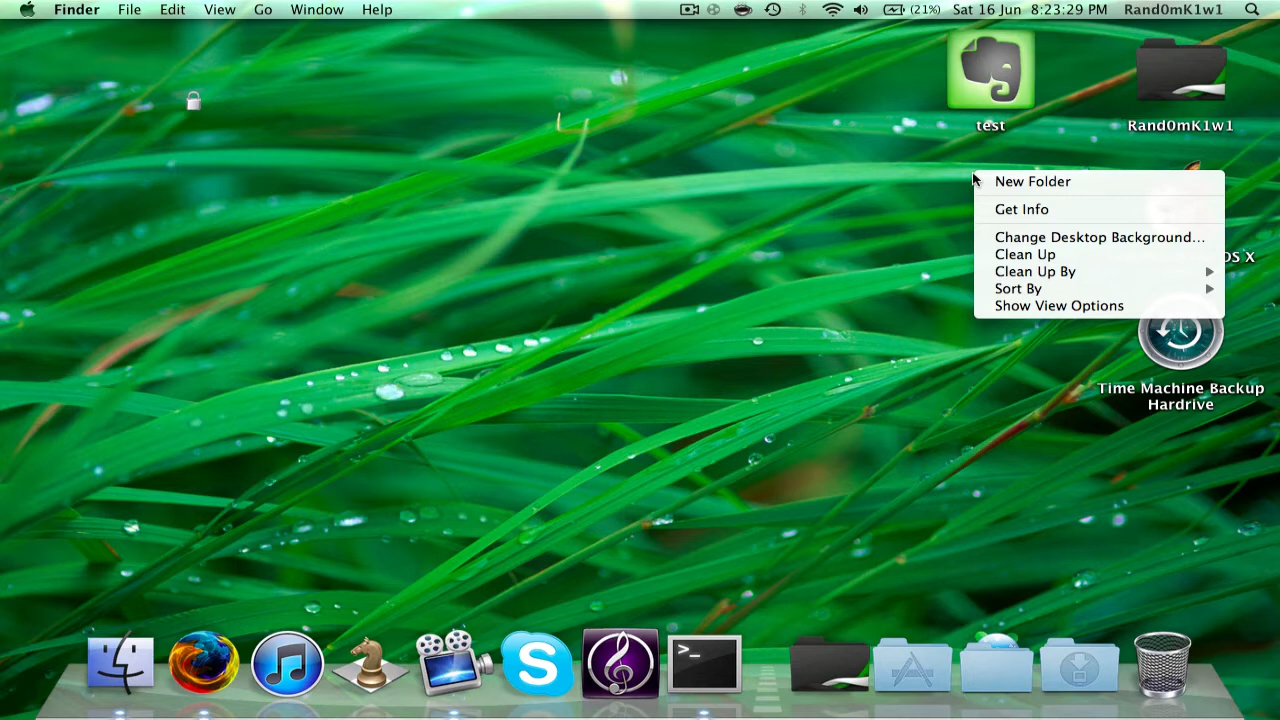 Finder File Edit View Go Window Help (21%) Sat 16 Jun 8:23:29 PM Rand0mK1w1
test
Rand0mK1w1
New Folder
Get Info
Change Desktop Background...
Clean Up
Clean Up By
Sort By
Show View Options
OS X
Time Machine Backup
Hardrive
S
>_